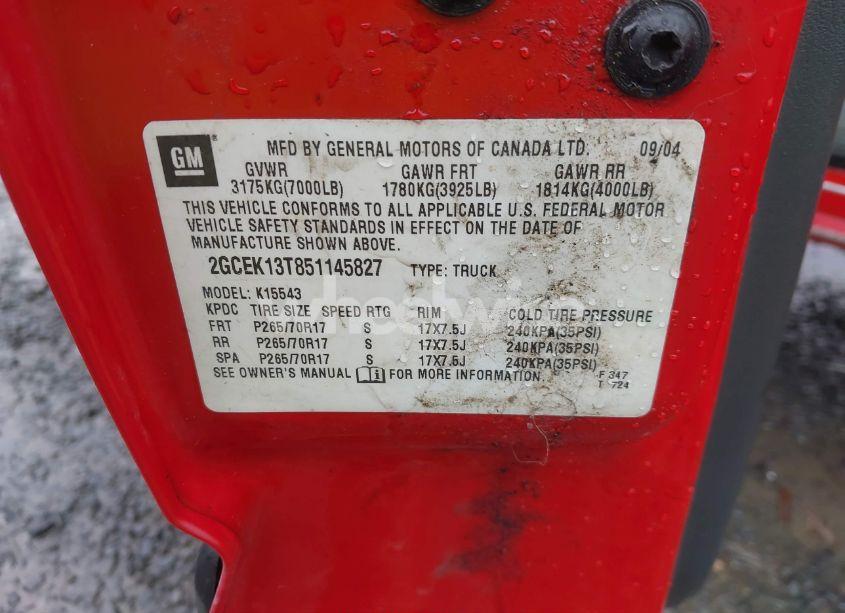 GM MFD BY GENERAL MOTORS OF CANADA LTD. 09/04
GVWR GAWR FRT GAWR RR
3175KG(7000LB) 1780KG(3925LB) 1814KG(4000LB)
THIS VEHICLE CONFORMS TO ALL APPLICABLE U.S. FEDERAL MOTOR
VEHICLE SAFETY STANDARDS IN EFFECT ON THE DATE OF
MANUFACTURE SHOWN ABOVE.
2GCEK13T851145827 TYPE: TRUCK
MODEL: K15543
KPDC TIRE SIZE SPEED RTG RIM COLD TIRE PRESSURE
FRT P265/70R17 S 17X7.5J 240KPA(35PSI)
RR P265/70R17 S 17X7.5J 240KPA(35PSI)
SPA P265/70R17 S 17X7.5J 240KPA(35PSI)
SEE OWNER'S MANUAL FOR MORE INFORMATION. F 347
T 724